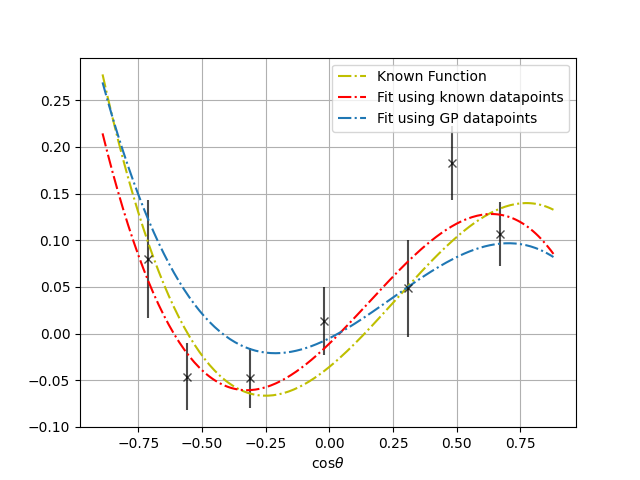 Known Function
Fit using known datapoints
Fit using GP datapoints
0.25
0.20
0.15
0.10
0.05
0.00
−0.05
−0.10
−0.75 −0.50 −0.25 0.00 0.25 0.50 0.75
cosθ